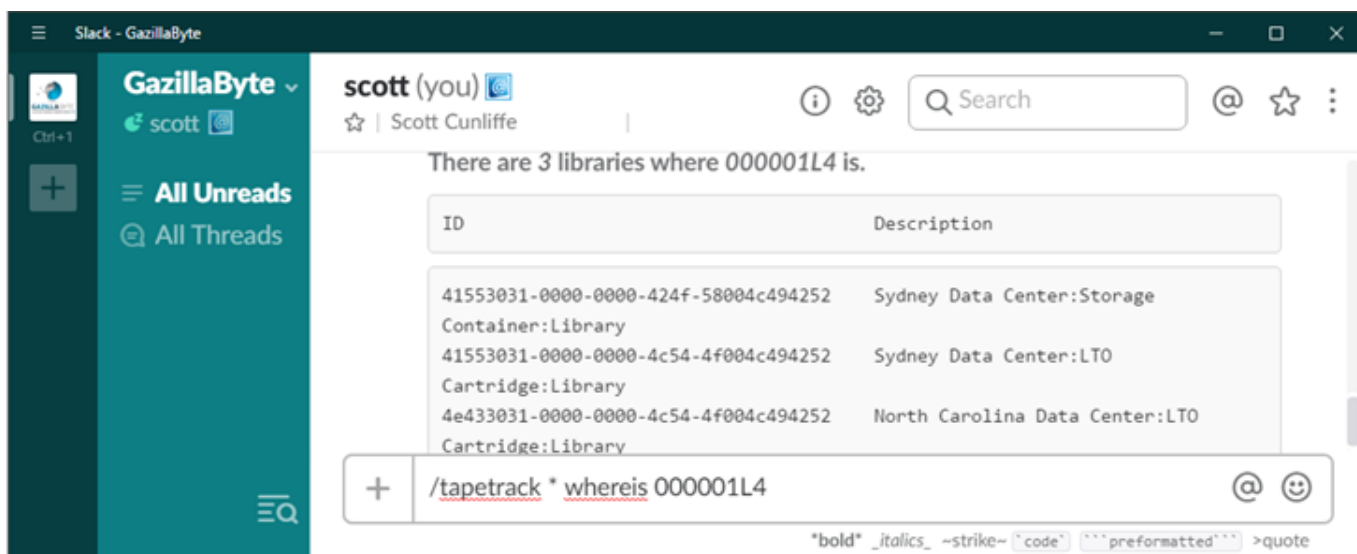 Slack - GazillaByte
GazillaByte
scott
Ctrl+1
All Unreads
All Threads
scott (you)
Scott Cunliffe
Search
There are 3 libraries where 000001L4 is.
ID Description
41553031-0000-0000-424f-58004c494252 Sydney Data Center:Storage
Container:Library
41553031-0000-0000-4c54-4f004c494252 Sydney Data Center:LTO
Cartridge:Library
4e433031-0000-0000-4c54-4f004c494252 North Carolina Data Center:LTO
Cartridge:Library
/tapetrack * whereis 000001L4
*bold* _italics_ ~strike~ `code` ```preformatted``` >quote